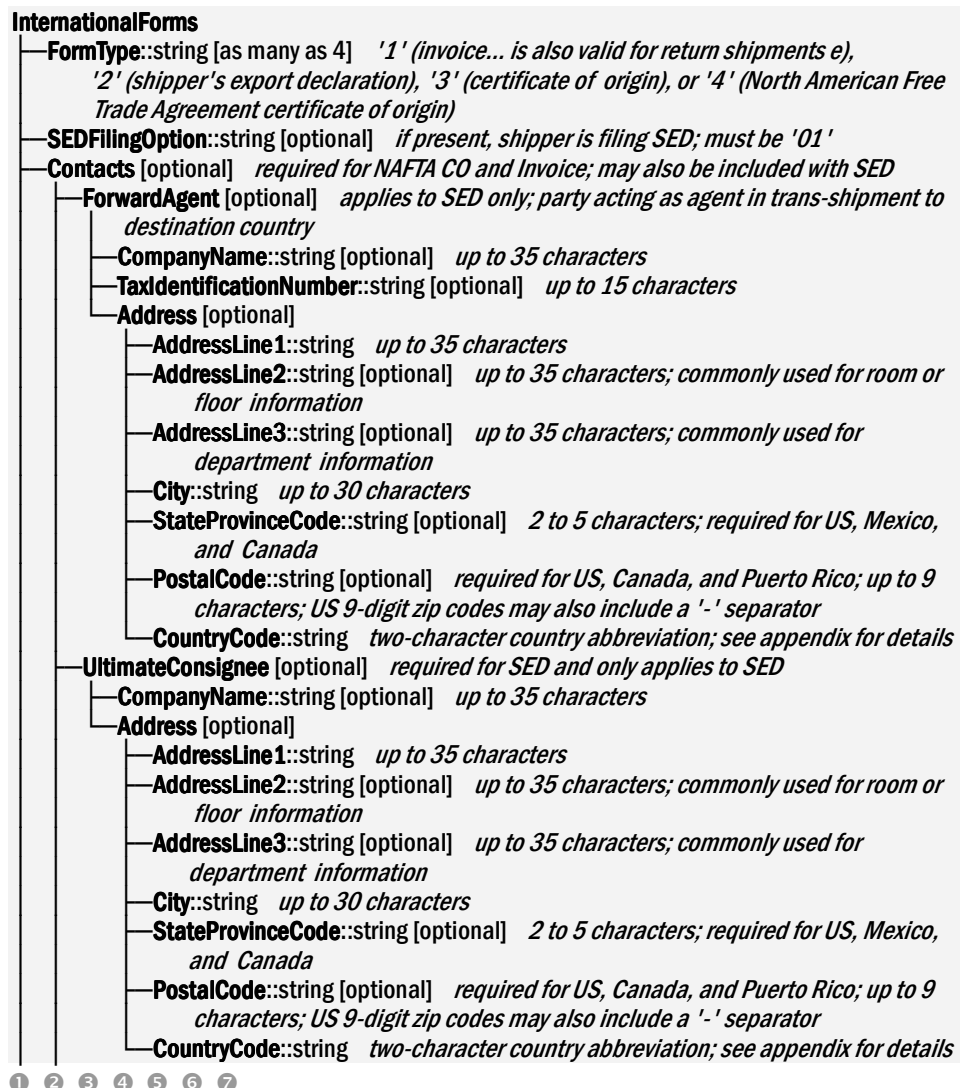 InternationalForms
FormType::string [as many as 4] '1' (invoice... is also valid for return shipments e),
'2' (shipper's export declaration), '3' (certificate of origin), or '4' (North American Free
Trade Agreement certificate of origin)
SEDFilingOption::string [optional] if present, shipper is filing SED; must be '01'
Contacts [optional] required for NAFTA CO and Invoice; may also be included with SED
ForwardAgent [optional] applies to SED only; party acting as agent in trans-shipment to
destination country
CompanyName::string [optional] up to 35 characters
TaxIdentificationNumber::string [optional] up to 15 characters
Address [optional]
AddressLine1::string up to 35 characters
AddressLine2::string [optional] up to 35 characters; commonly used for room or
floor information
AddressLine3::string [optional] up to 35 characters; commonly used for
department information
City::string up to 30 characters
StateProvinceCode::string [optional] 2 to 5 characters; required for US, Mexico,
and Canada
PostalCode::string [optional] required for US, Canada, and Puerto Rico; up to 9
characters; US 9-digit zip codes may also include a '-' separator
CountryCode::string two-character country abbreviation; see appendix for details
UltimateConsignee [optional] required for SED and only applies to SED
CompanyName::string [optional] up to 35 characters
Address [optional]
AddressLine1::string up to 35 characters
AddressLine2::string [optional] up to 35 characters; commonly used for room or
floor information
AddressLine3::string [optional] up to 35 characters; commonly used for
department information
City::string up to 30 characters
StateProvinceCode::string [optional] 2 to 5 characters; required for US, Mexico,
and Canada
PostalCode::string [optional] required for US, Canada, and Puerto Rico; up to 9
characters; US 9-digit zip codes may also include a '-' separator
CountryCode::string two-character country abbreviation; see appendix for details
❶ ❷ ❸ ❹ ❺ ❻ ❼